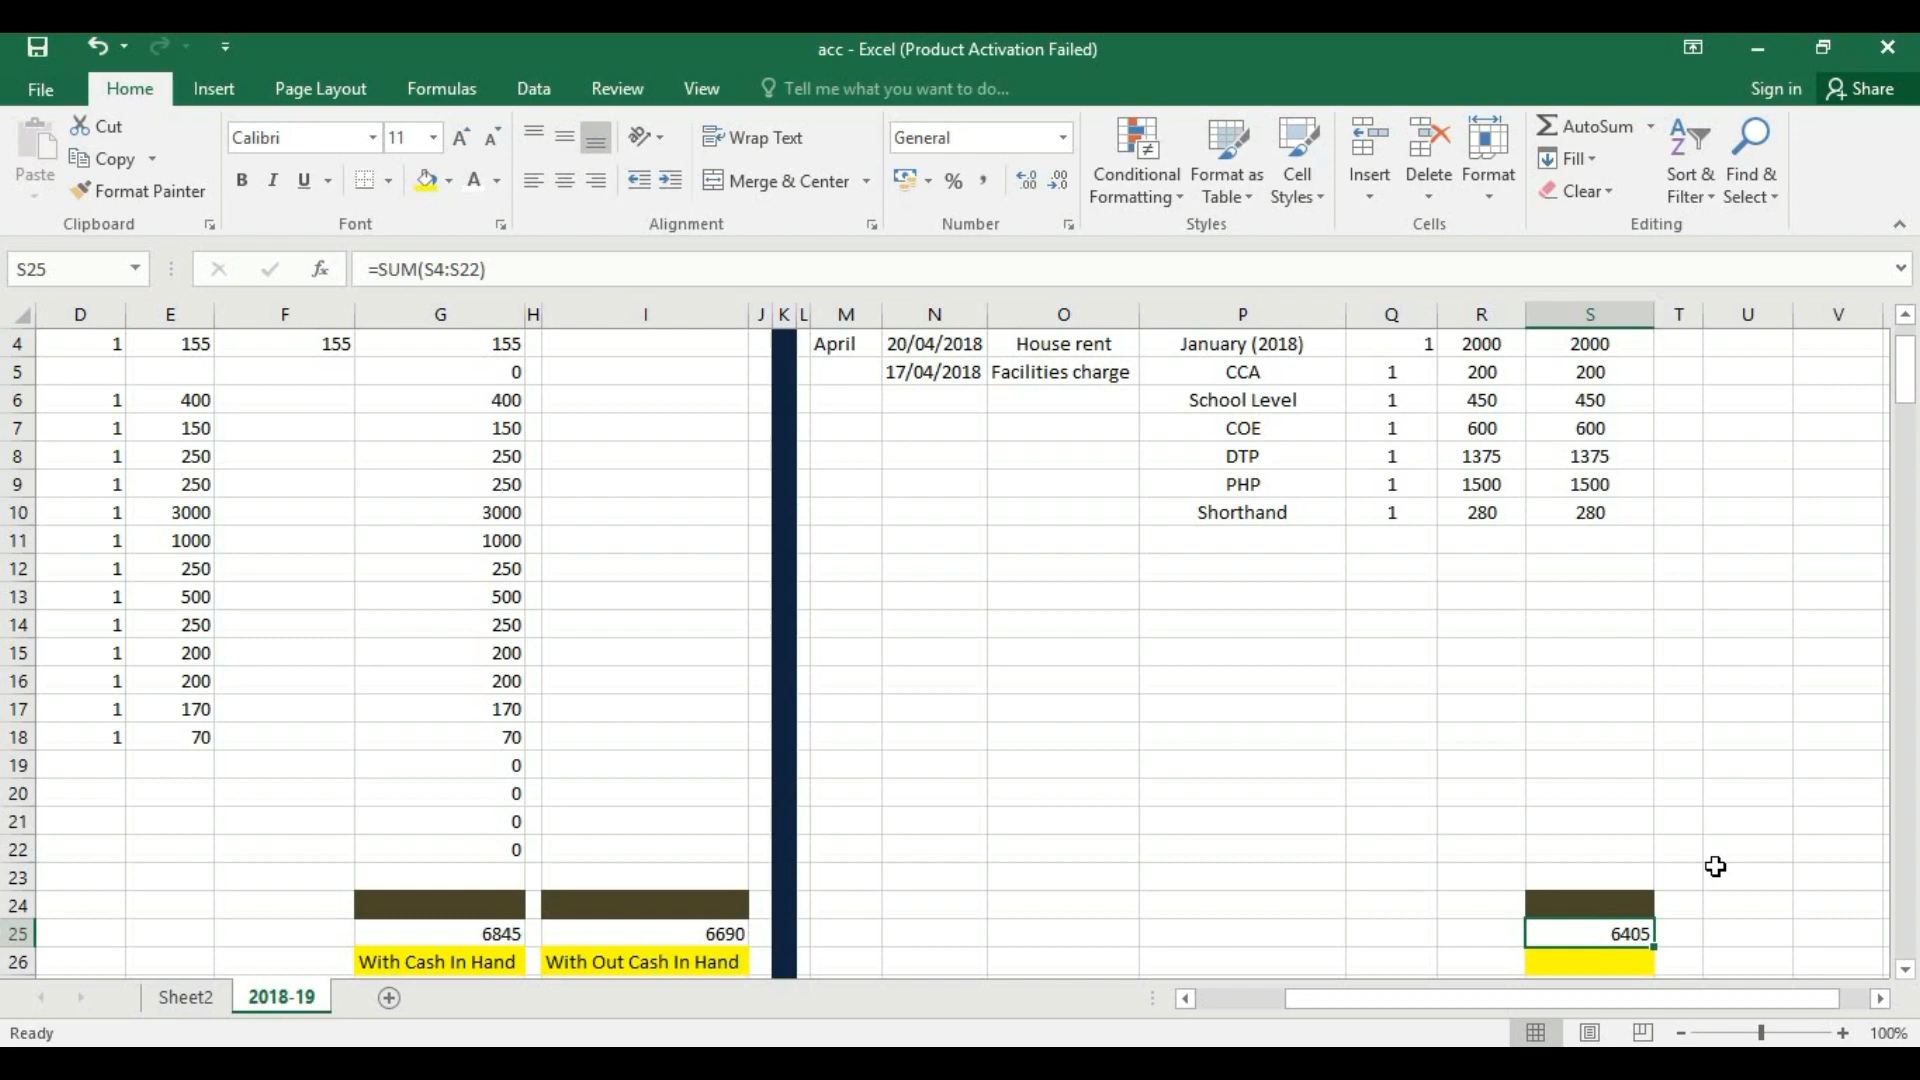 acc - Excel (Product Activation Failed)
File Home Insert Page Layout Formulas Data Review View Tell me what you want to do... Sign in Share
Paste Cut Copy Format Painter Clipboard
Calibri 11 B I U A Font
Wrap Text Merge & Center Alignment
General % , Number
Conditional Formatting Format as Table Cell Styles Styles
Insert Delete Format Cells
AutoSum Fill Clear Sort & Filter Find & Select Editing
S25 fx =SUM(S4:S22)
D E F G H I J K L M N O P Q R S T U V
4 1 155 155 155 April 20/04/2018 House rent January (2018) 1 2000 2000
5 0 17/04/2018 Facilities charge CCA 1 200 200
6 1 400 400 School Level 1 450 450
7 1 150 150 COE 1 600 600
8 1 250 250 DTP 1 1375 1375
9 1 250 250 PHP 1 1500 1500
10 1 3000 3000 Shorthand 1 280 280
11 1 1000 1000
12 1 250 250
13 1 500 500
14 1 250 250
15 1 200 200
16 1 200 200
17 1 170 170
18 1 70 70
19 0
20 0
21 0
22 0
23
24
25 6845 6690 6405
26 With Cash In Hand With Out Cash In Hand
Sheet2 2018-19
Ready 100%